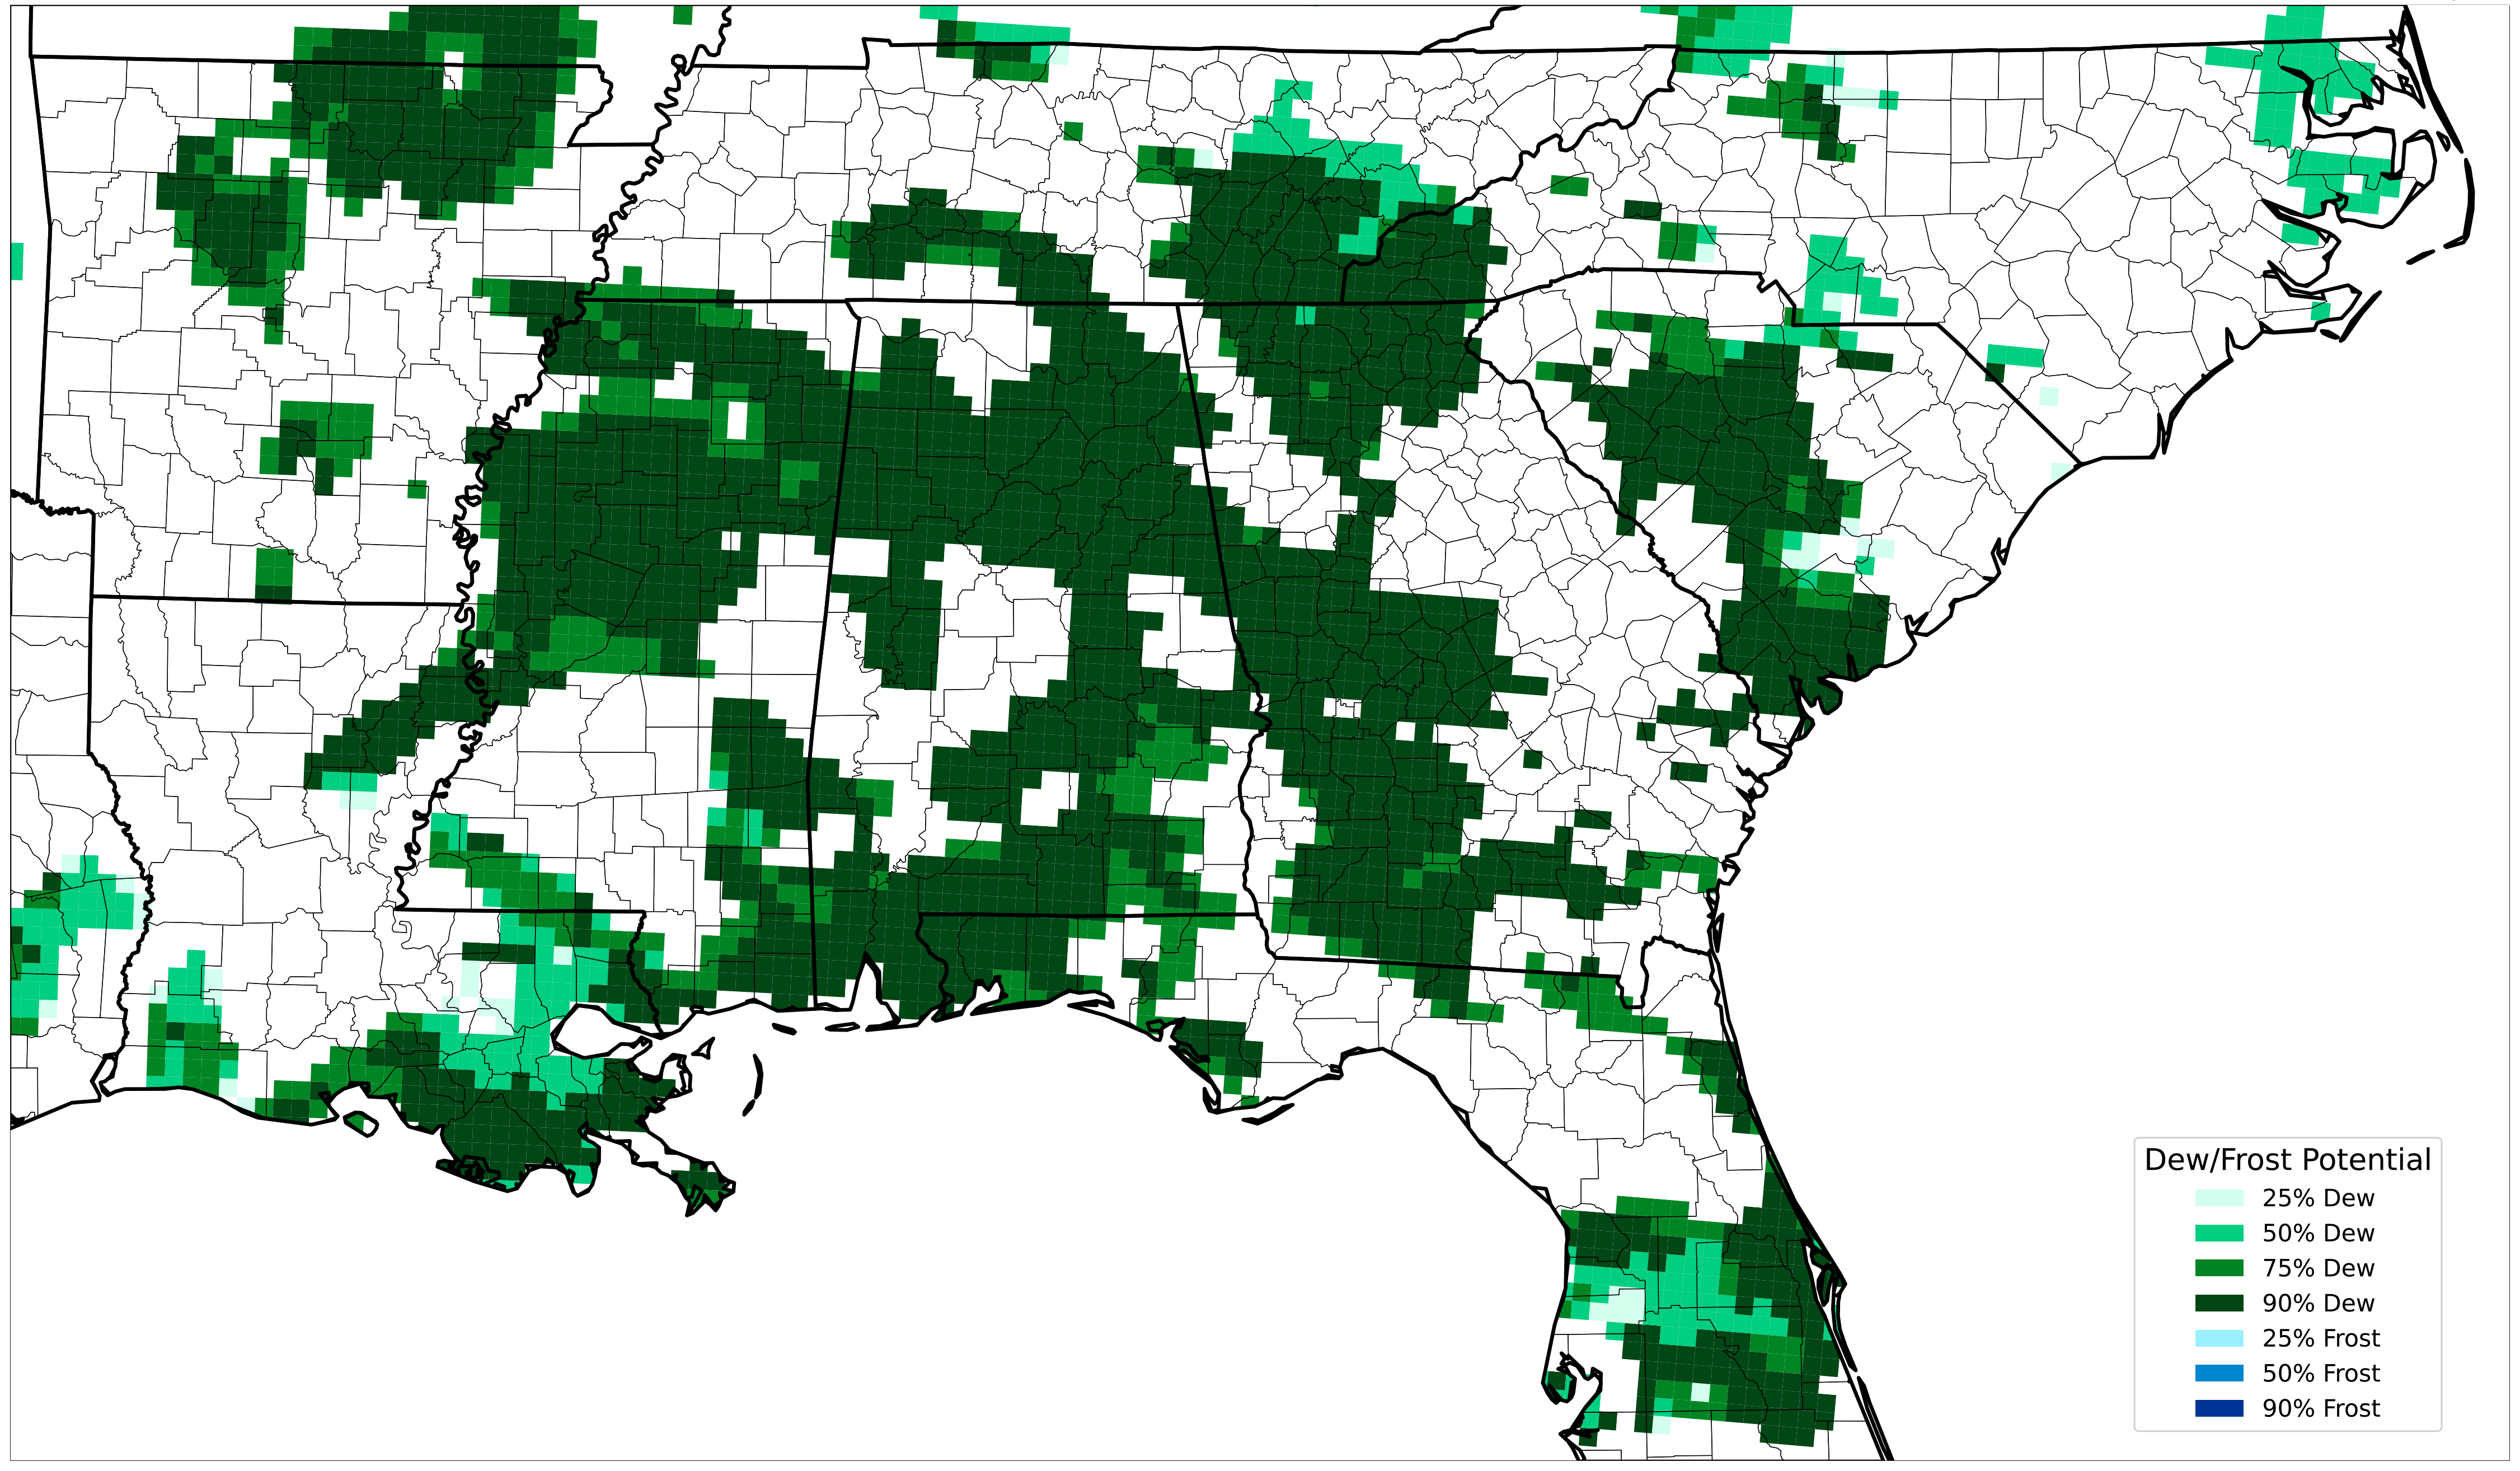 Dew/Frost Potential
25% Dew
50% Dew
75% Dew
90% Dew
25% Frost
50% Frost
90% Frost